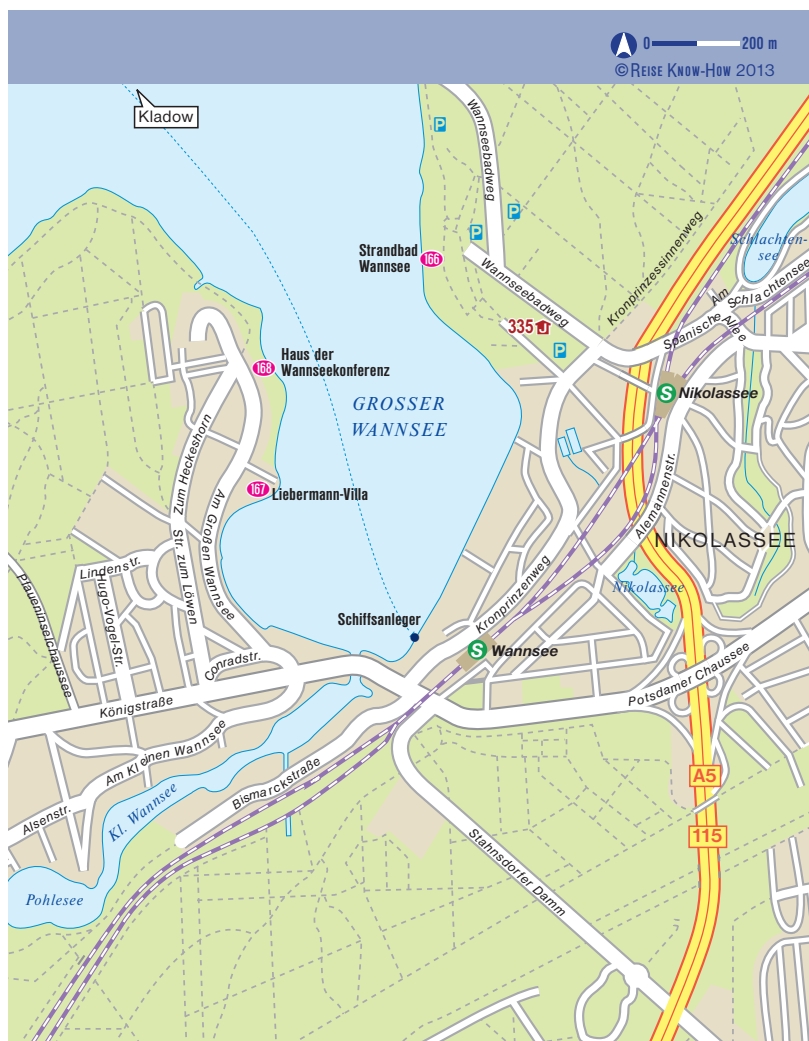 0 200 m
©REISE KNOW-HOW 2013
Kladow
P
Wannseebadweg
P
P
Strandbad
Wannsee
166
Wannseebadweg
Kronprinzessinnenweg
Schlachten-
see
Am Schlachtensee
Spanische Allee
335
P
Haus der
Wannseekonferenz
168
GROSSER
WANNSEE
S Nikolassee
Zum Heckeshorn
167 Liebermann-Villa
Am Großen Wannsee
Str. zum Löwen
Alemannenstr.
NIKOLASSEE
Lindenstr.
Hugo-Vogel-Str.
Pfaueninselchaussee
Nikolassee
Kronprinzenweg
Schiffsanleger
S Wannsee
Conradstr.
Königstraße
Potsdamer Chaussee
Am Kleinen Wannsee
Bismarckstraße
A5
Alsenstr.
Kl. Wannsee
115
Stahnsdorfer Damm
Pohlesee